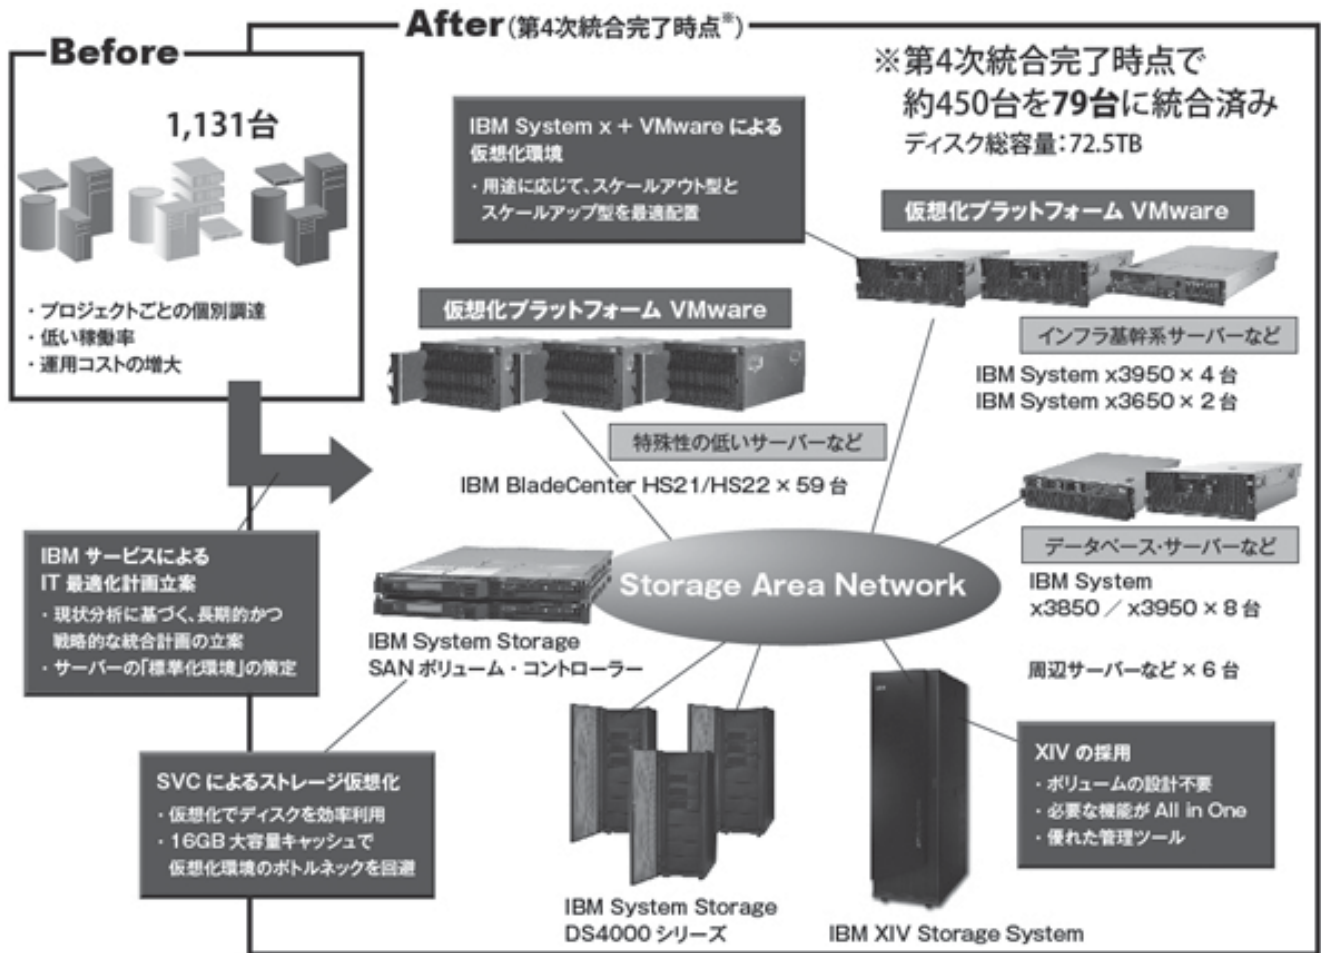 Before
1,131台
・プロジェクトごとの個別調達
・低い稼働率
・運用コストの増大
After(第4次統合完了時点※)
※第4次統合完了時点で
約450台を79台に統合済み
ディスク総容量:72.5TB
IBM System x + VMware による
仮想化環境
・用途に応じて、スケールアウト型と
スケールアップ型を最適配置
仮想化プラットフォーム VMware
インフラ基幹系サーバーなど
IBM System x3950 × 4 台
IBM System x3650 × 2 台
仮想化プラットフォーム VMware
特殊性の低いサーバーなど
IBM BladeCenter HS21/HS22 × 59 台
データベース・サーバーなど
IBM System
x3850 / x3950 × 8 台
周辺サーバーなど × 6 台
IBM サービスによる
IT 最適化計画立案
・現状分析に基づく、長期的かつ
戦略的な統合計画の立案
・サーバーの「標準化環境」の策定
Storage Area Network
IBM System Storage
SAN ボリューム・コントローラー
SVC によるストレージ仮想化
・仮想化でディスクを効率利用
・16GB 大容量キャッシュで
仮想化環境のボトルネックを回避
XIV の採用
・ボリュームの設計不要
・必要な機能が All in One
・優れた管理ツール
IBM System Storage
DS4000 シリーズ
IBM XIV Storage System